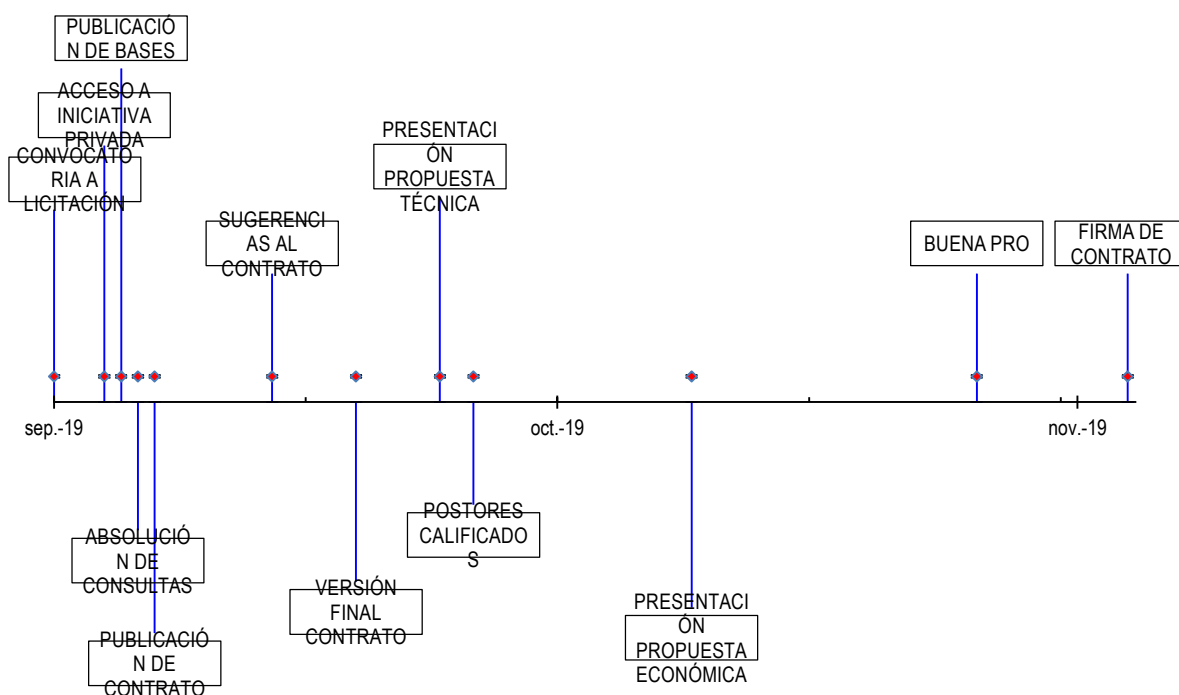 PUBLICACIÓ
N DE BASES
ACCESO A
INICIATIVA
PRIVADA
CONVOCATO
RIA A
LICITACIÓN
SUGERENCI
AS AL
CONTRATO
PRESENTACI
ÓN
PROPUESTA
TÉCNICA
BUENA PRO
FIRMA DE
CONTRATO
sep.-19
oct.-19
nov.-19
ABSOLUCIÓ
N DE
CONSULTAS
PUBLICACIÓ
N DE
CONTRATO
VERSIÓN
FINAL
CONTRATO
POSTORES
CALIFICADO
S
PRESENTACI
ÓN
PROPUESTA
ECONÓMICA